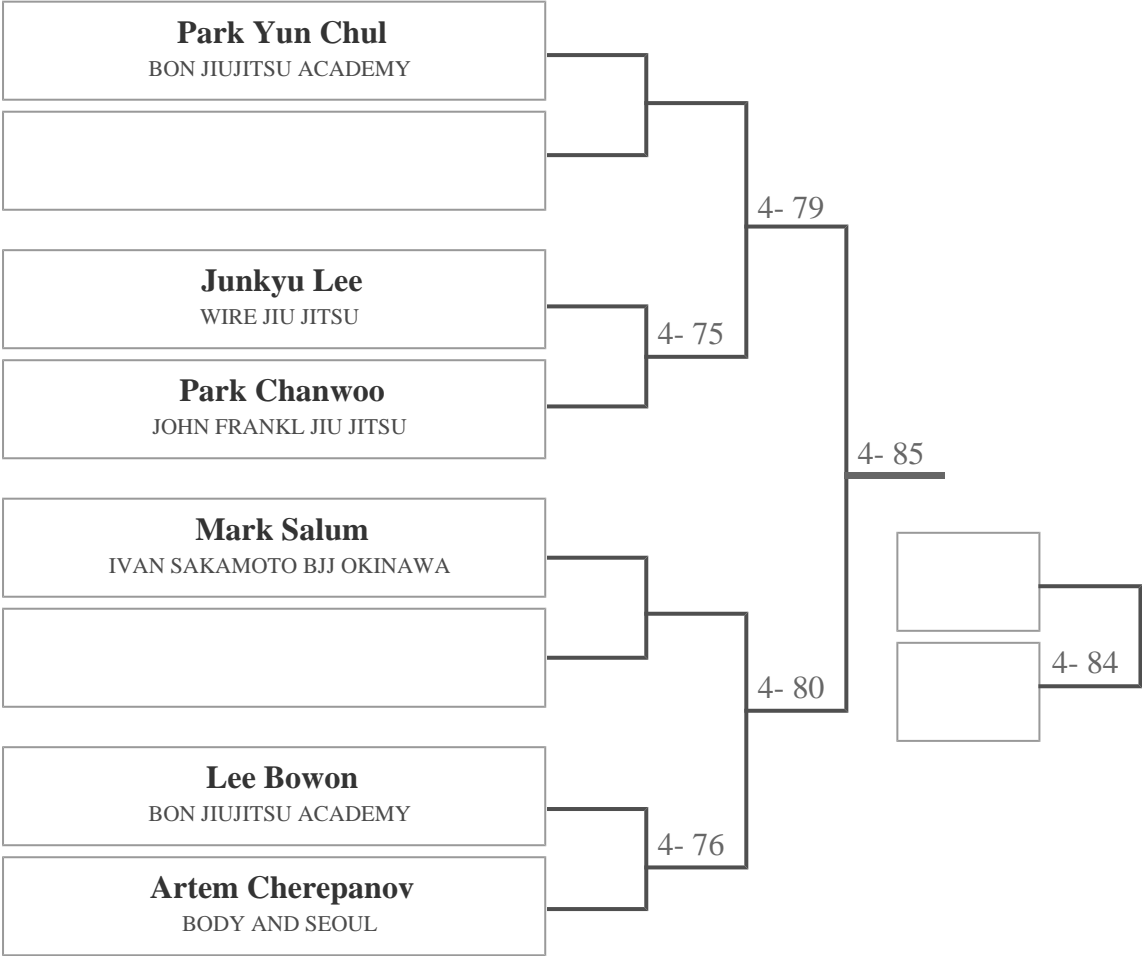 Park Yun Chul
BON JIUJITSU ACADEMY
4- 79
Junkyu Lee
WIRE JIU JITSU
4- 75
Park Chanwoo
JOHN FRANKL JIU JITSU
4- 85
Mark Salum
IVAN SAKAMOTO BJJ OKINAWA
4- 80
4- 84
Lee Bowon
BON JIUJITSU ACADEMY
4- 76
Artem Cherepanov
BODY AND SEOUL